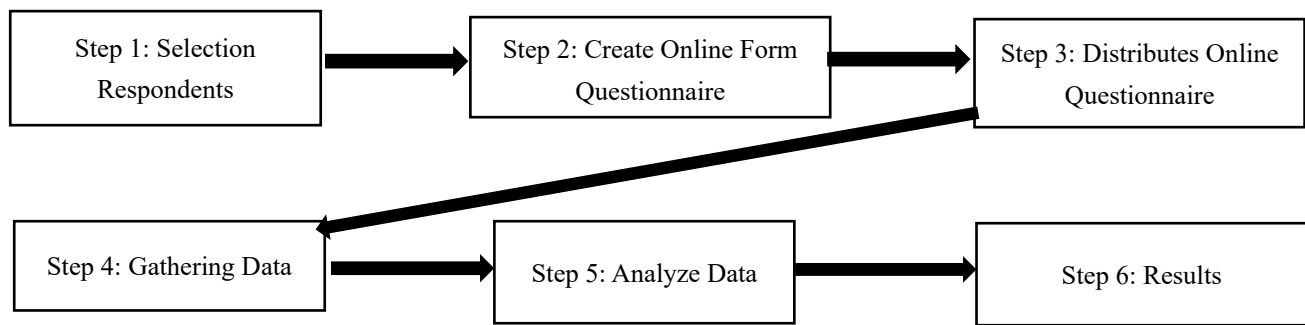 Step 1: Selection
Respondents
Step 2: Create Online Form
Questionnaire
Step 3: Distributes Online
Questionnaire
Step 4: Gathering Data
Step 5: Analyze Data
Step 6: Results